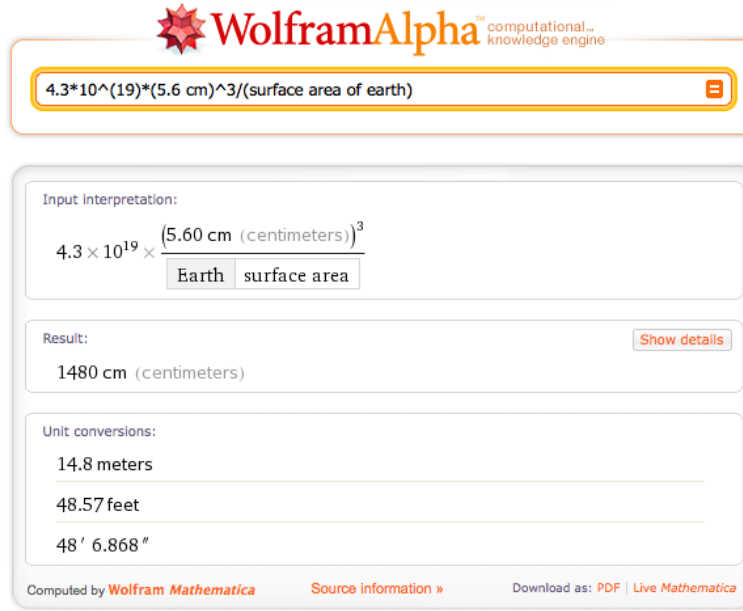 WolframAlpha™ computational... knowledge engine
4.3*10^(19)*(5.6 cm)^3/(surface area of earth)
Input interpretation:
4.3 × 10^19 × (5.60 cm (centimeters))^3 / Earth surface area
Result:
Show details
1480 cm (centimeters)
Unit conversions:
14.8 meters
48.57 feet
48′ 6.868″
Computed by Wolfram Mathematica
Source information »
Download as: PDF | Live Mathematica